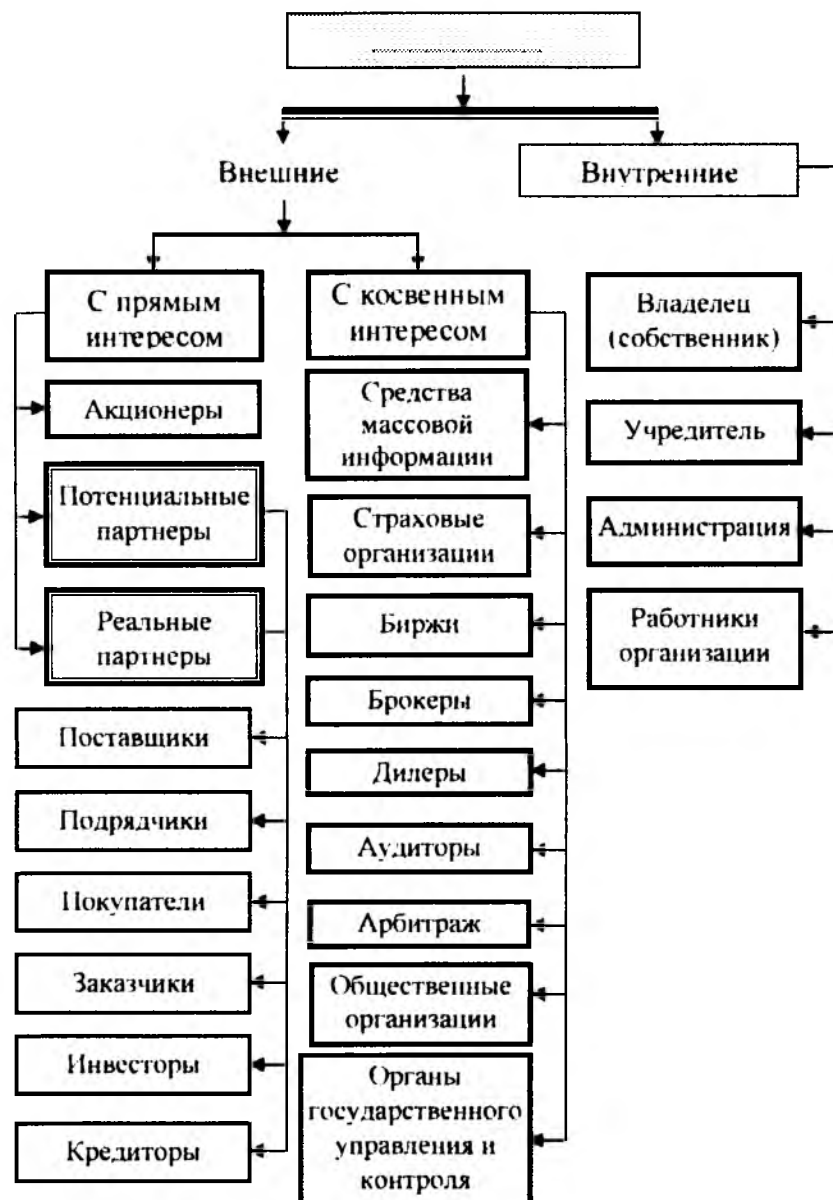 Внешние
Внутренние
С прямым
интересом
Акционеры
Потенциальные
партнеры
Реальные
партнеры
Поставщики
Подрядчики
Покупатели
Заказчики
Инвесторы
Кредиторы
С косвенным
интересом
Средства
массовой
информации
Страховые
организации
Биржи
Брокеры
Дилеры
Аудиторы
Арбитраж
Общественные
организации
Органы
государственного
управления и
контроля
Владелец
(собственник)
Учредитель
Администрация
Работники
организации